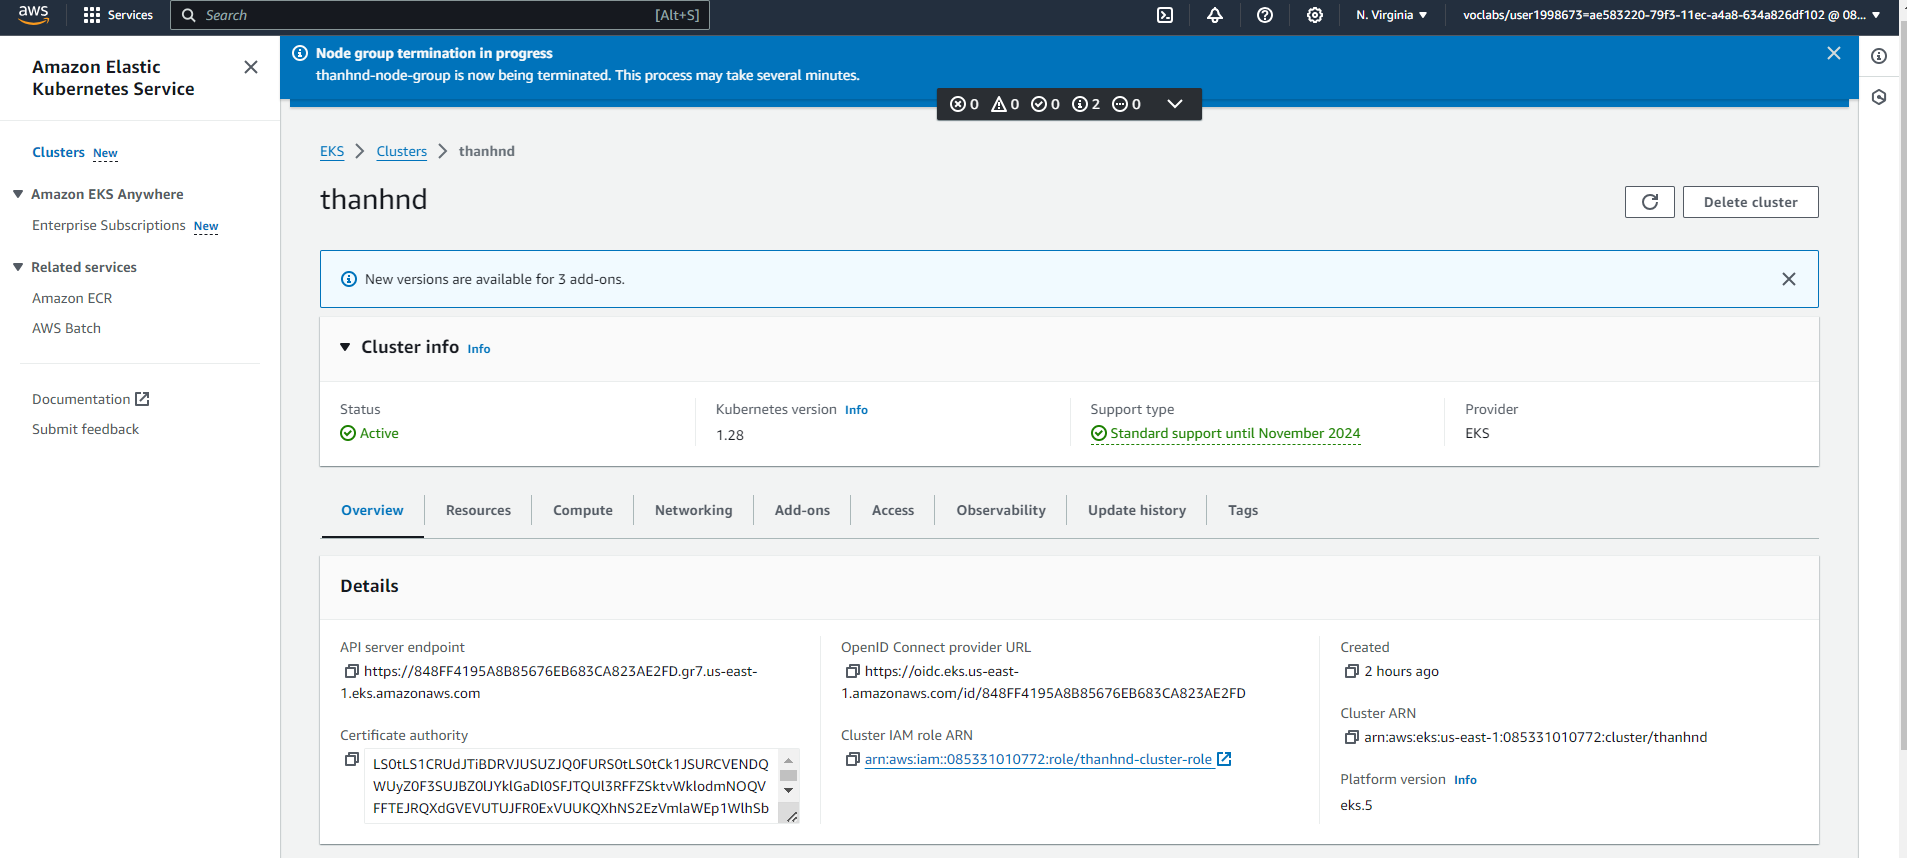 aws
Services
Search
[Alt+S]
N. Virginia
voclabs/user1998673=ae583220-79f3-11ec-a4a8-634a826df102 @ 08...
Amazon Elastic
Kubernetes Service
Clusters New
Amazon EKS Anywhere
Enterprise Subscriptions New
Related services
Amazon ECR
AWS Batch
Documentation
Submit feedback
Node group termination in progress
thanhnd-node-group is now being terminated. This process may take several minutes.
0 0 0 2 0
EKS Clusters thanhnd
thanhnd
Delete cluster
New versions are available for 3 add-ons.
Cluster info Info
Status
Active
Kubernetes version Info
1.28
Support type
Standard support until November 2024
Provider
EKS
Overview Resources Compute Networking Add-ons Access Observability Update history Tags
Details
API server endpoint
https://848FF4195A8B85676EB683CA823AE2FD.gr7.us-east-
1.eks.amazonaws.com
Certificate authority
LS0tLS1CRUdJTiBDRVJUSUZJQ0FURS0tLS0tCk1JSURCVENDQ
WUyZ0F3SUJBZ0lJYklGaDl0SFJTQUl3RFFZSktvWklodmNOQV
FFTEJRQXdGVEVUTUJFR0ExVUUKQXhNS2EzVmlaWEp1WlhSb
OpenID Connect provider URL
https://oidc.eks.us-east-
1.amazonaws.com/id/848FF4195A8B85676EB683CA823AE2FD
Cluster IAM role ARN
arn:aws:iam::085331010772:role/thanhnd-cluster-role
Created
2 hours ago
Cluster ARN
arn:aws:eks:us-east-1:085331010772:cluster/thanhnd
Platform version Info
eks.5